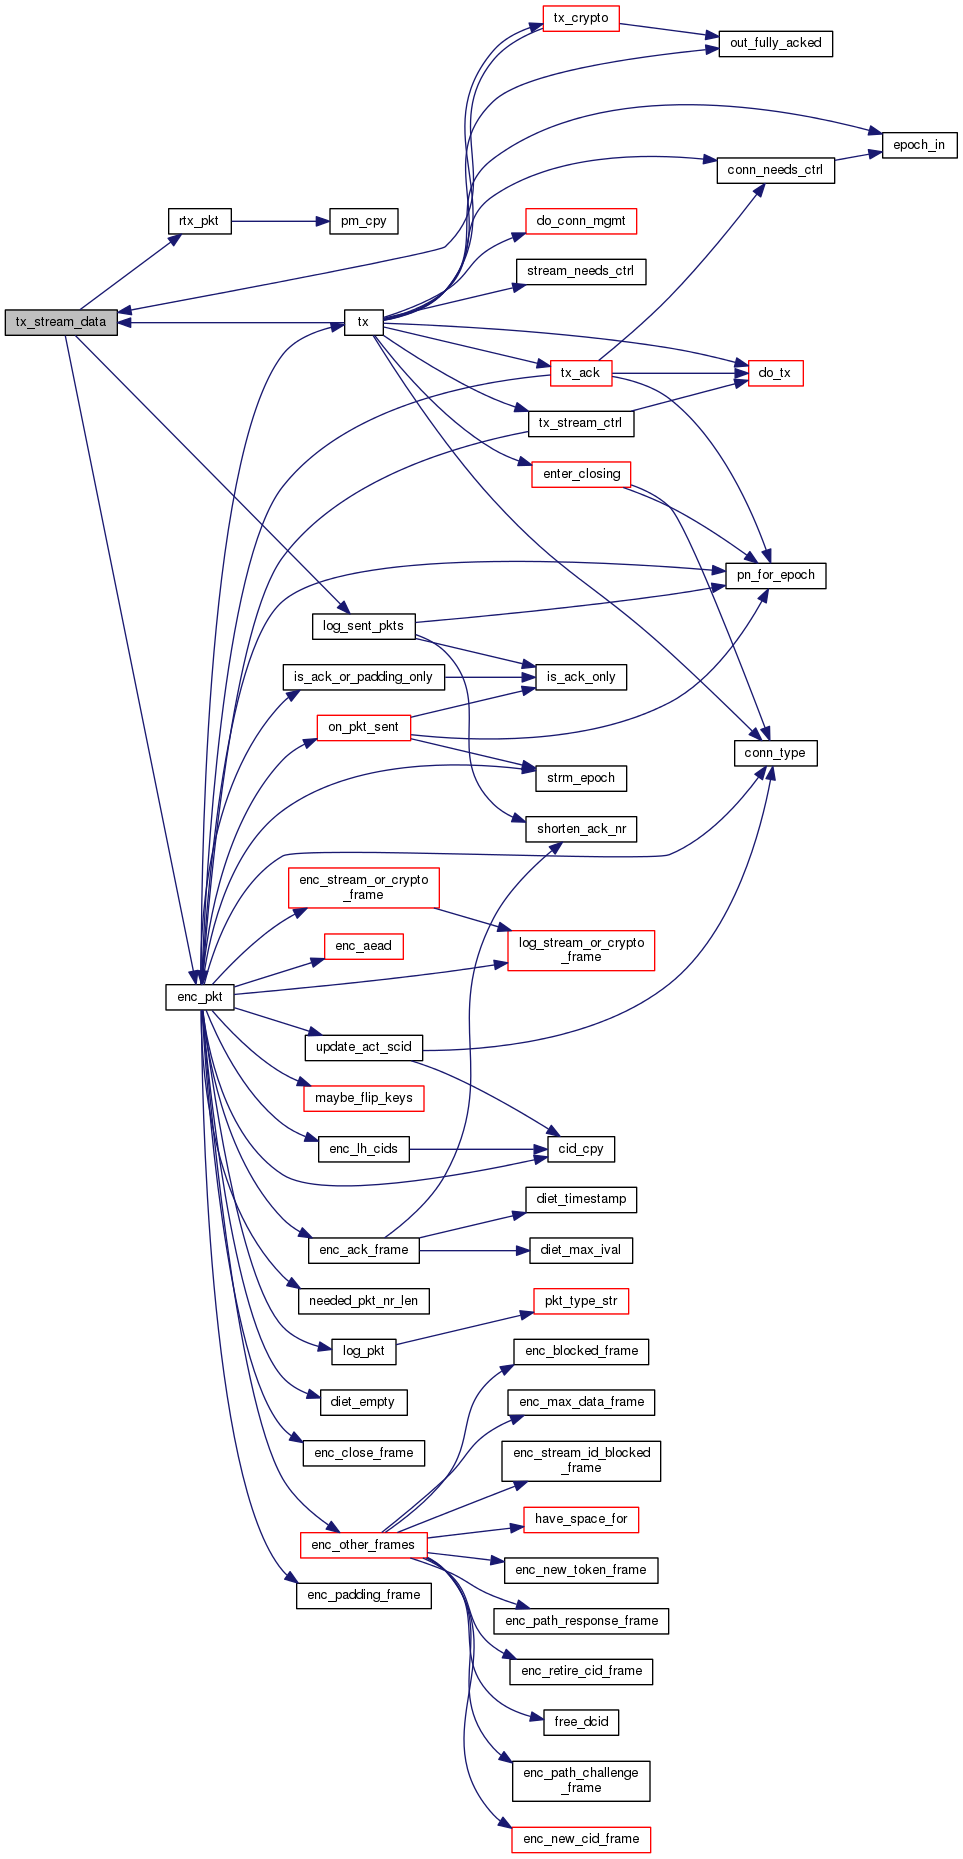 tx_crypto
out_fully_acked
epoch_in
conn_needs_ctrl
rtx_pkt
pm_cpy
do_conn_mgmt
stream_needs_ctrl
tx_stream_data
tx
tx_ack
do_tx
tx_stream_ctrl
enter_closing
pn_for_epoch
log_sent_pkts
is_ack_or_padding_only
is_ack_only
on_pkt_sent
conn_type
strm_epoch
shorten_ack_nr
enc_stream_or_crypto
_frame
enc_aead
log_stream_or_crypto
_frame
enc_pkt
update_act_scid
maybe_flip_keys
enc_lh_cids
cid_cpy
diet_timestamp
enc_ack_frame
diet_max_ival
needed_pkt_nr_len
pkt_type_str
log_pkt
enc_blocked_frame
diet_empty
enc_max_data_frame
enc_close_frame
enc_stream_id_blocked
_frame
have_space_for
enc_other_frames
enc_new_token_frame
enc_padding_frame
enc_path_response_frame
enc_retire_cid_frame
free_dcid
enc_path_challenge
_frame
enc_new_cid_frame